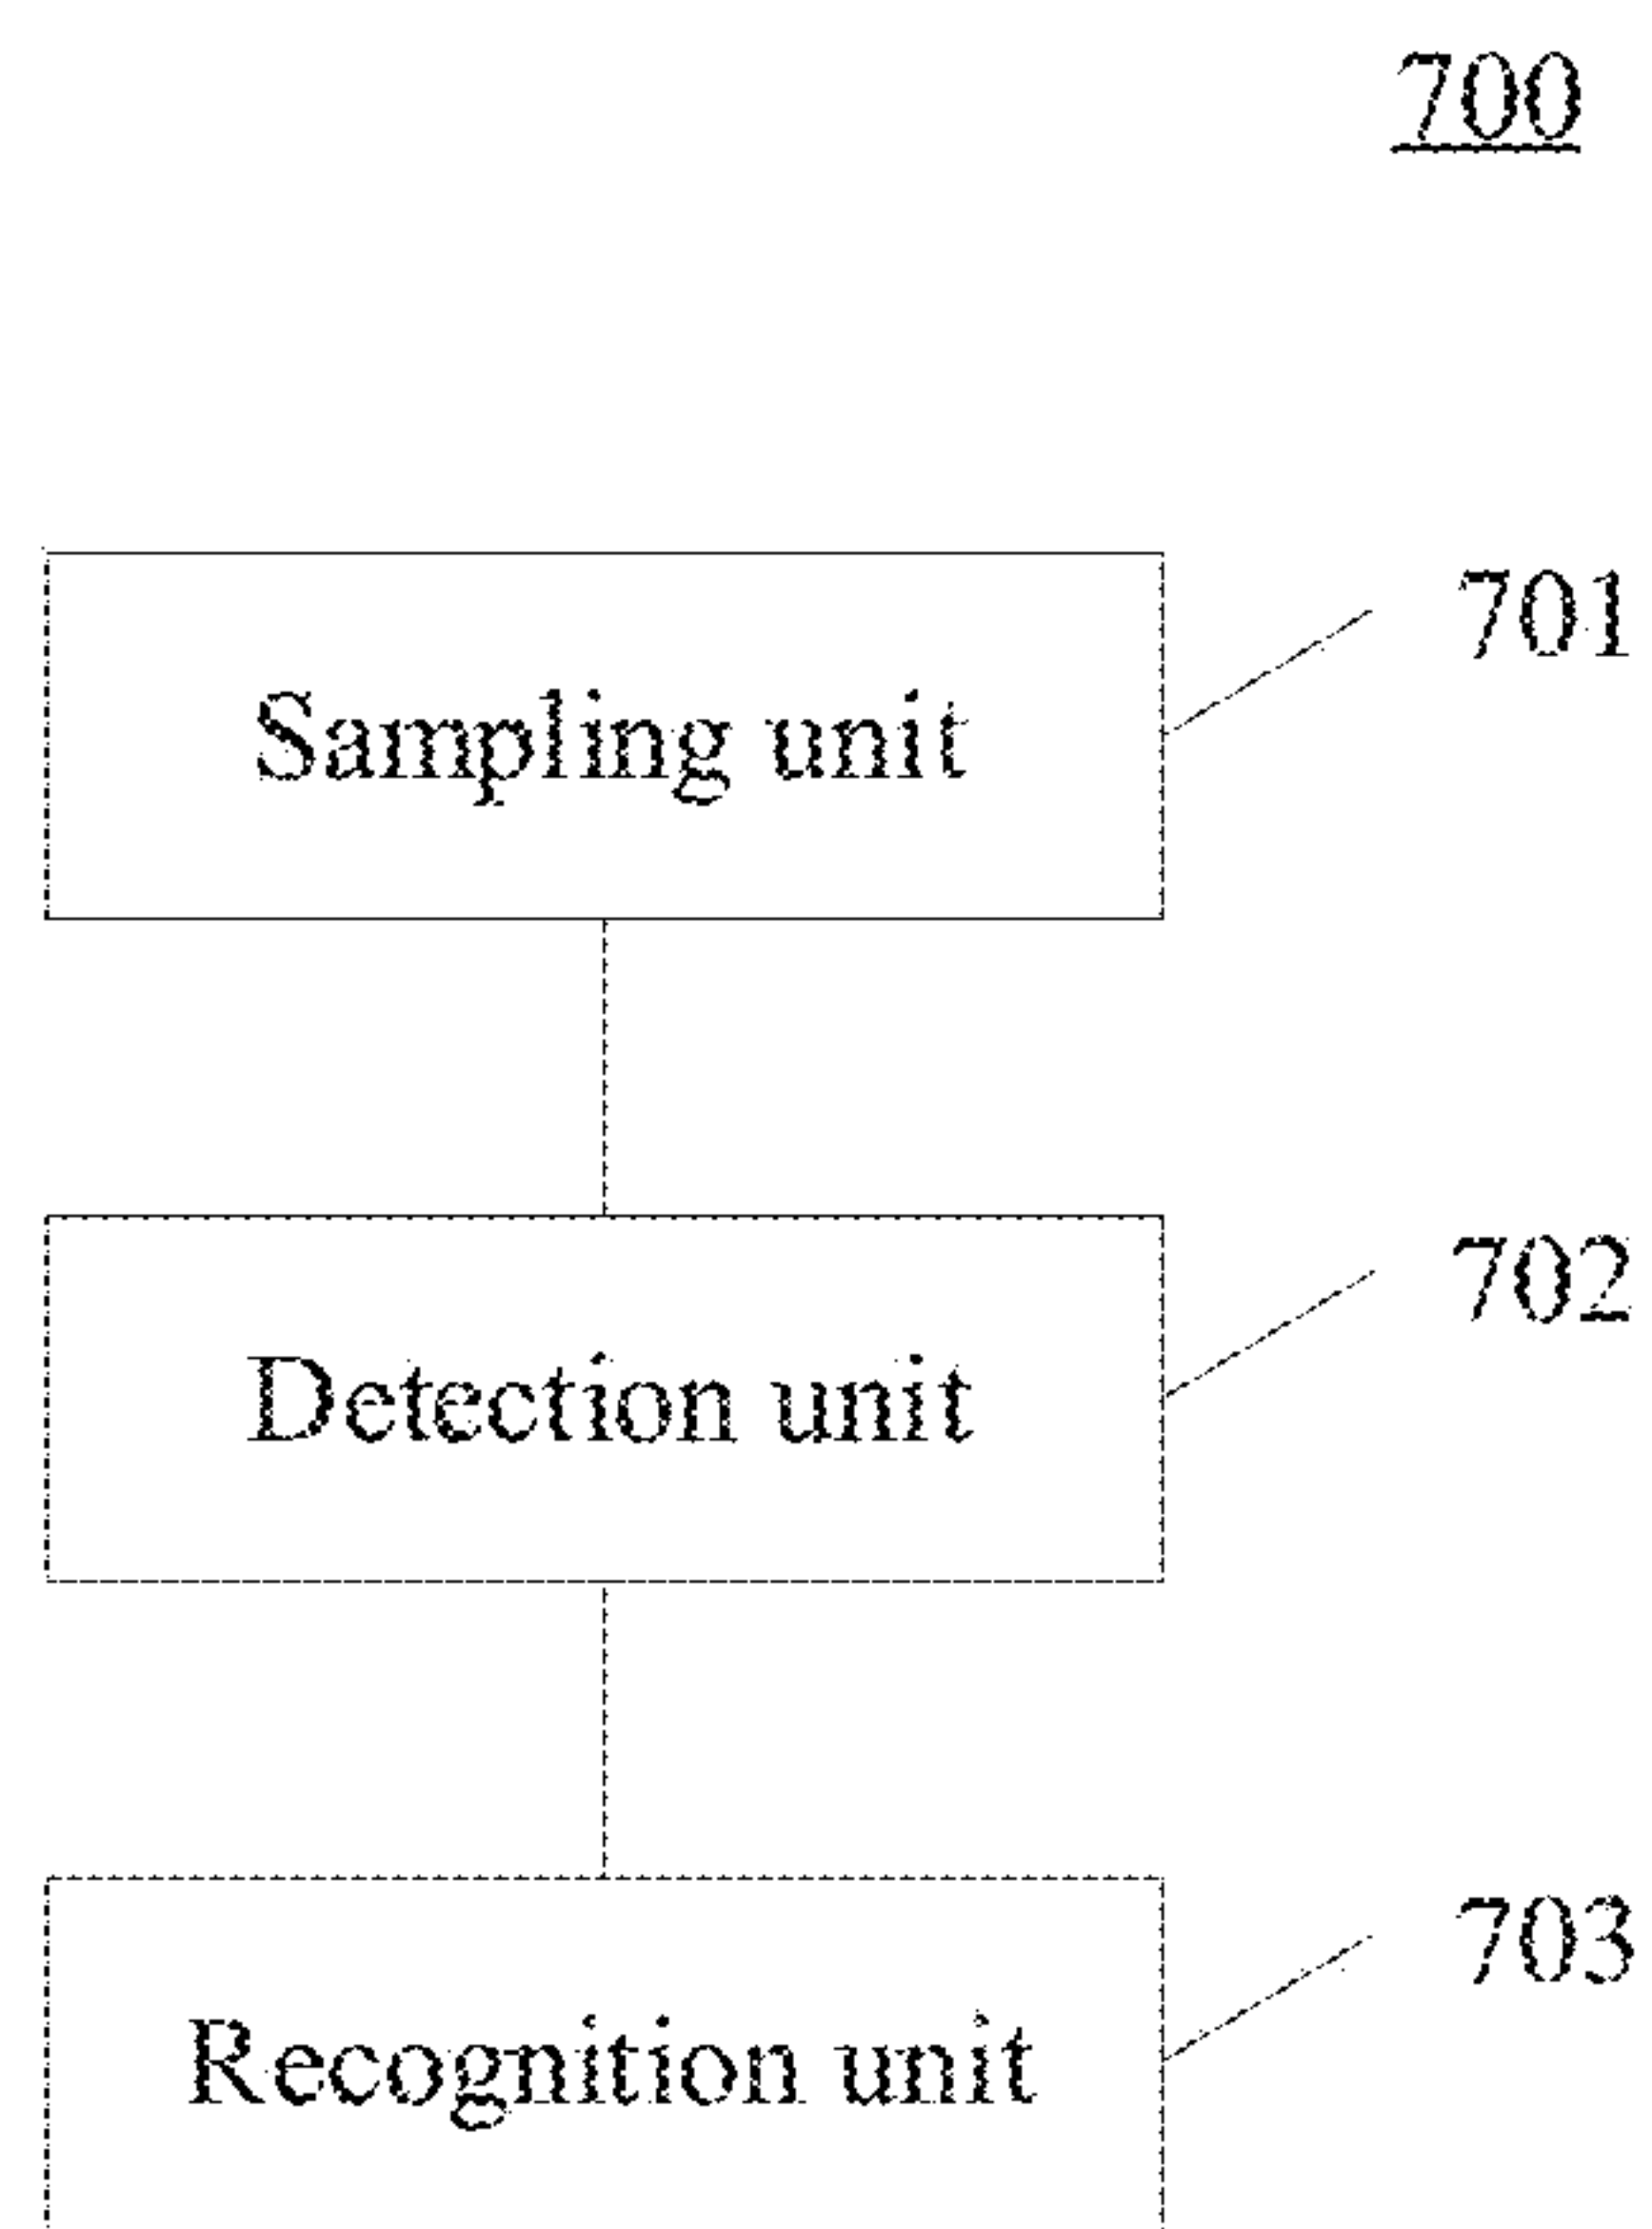 700
Sampling unit
701
Detection unit
702
Recognition unit
703